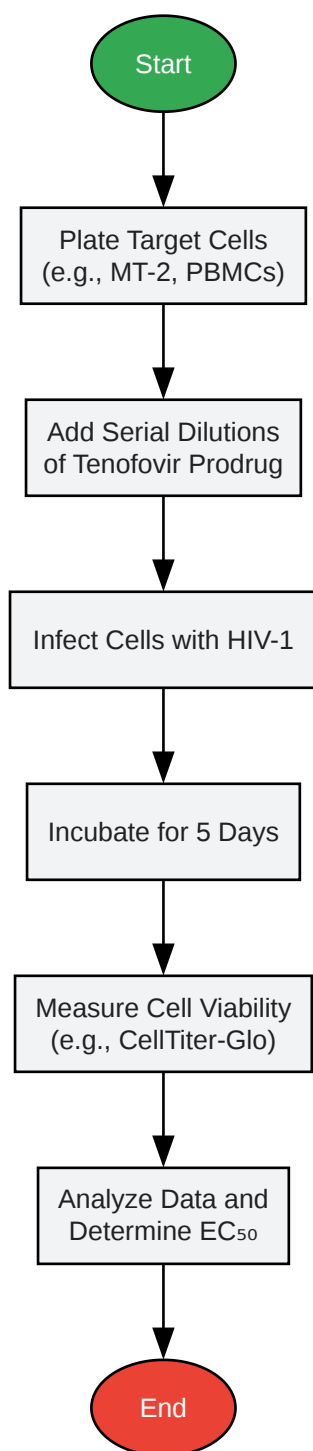 Start
Plate Target Cells
(e.g., MT-2, PBMCs)
Add Serial Dilutions
of Tenofovir Prodrug
Infect Cells with HIV-1
Incubate for 5 Days
Measure Cell Viability
(e.g., CellTiter-Glo)
Analyze Data and
Determine EC₅₀
End